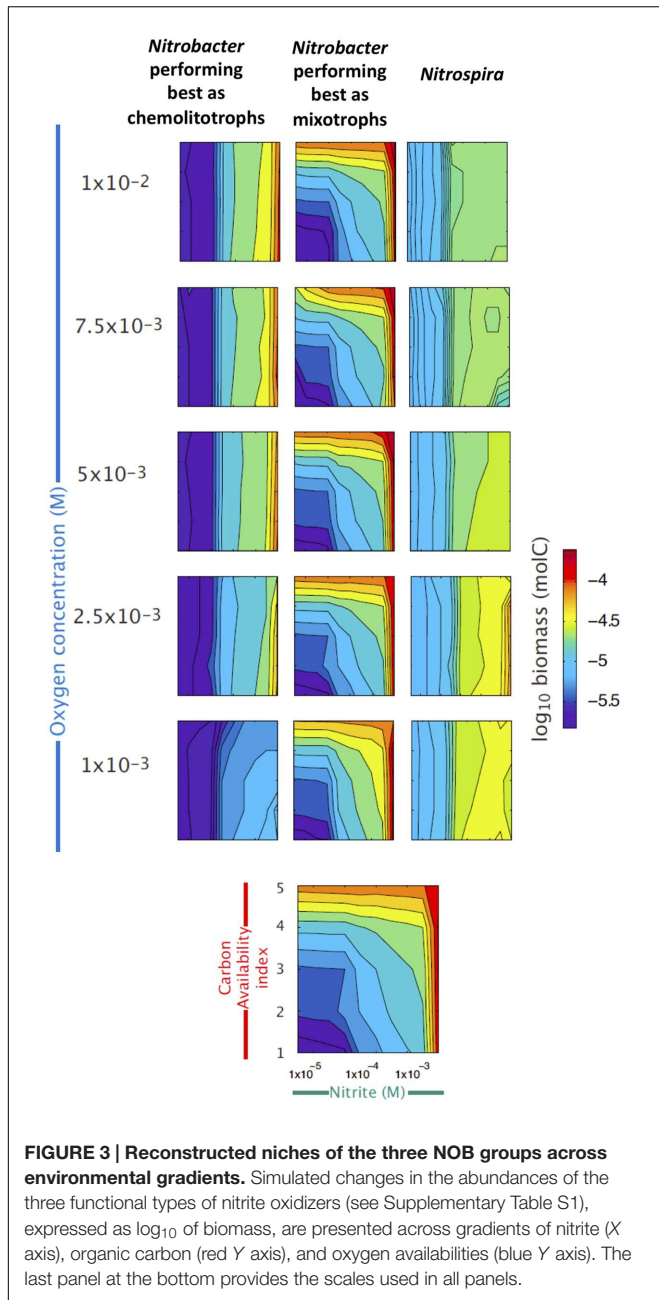 Nitrobacter
performing
best as
chemolitotrophs
Nitrobacter
performing
best as
mixotrophs
Nitrospira
Oxygen concentration (M)
1x10⁻²
7.5x10⁻³
5x10⁻³
2.5x10⁻³
1x10⁻³
log₁₀ biomass (molC)
−4
−4.5
−5
−5.5
Carbon
Availability
index
5
4
3
2
1
1x10⁻⁵
1x10⁻⁴
1x10⁻³
Nitrite (M)
FIGURE 3 | Reconstructed niches of the three NOB groups across
environmental gradients. Simulated changes in the abundances of the
three functional types of nitrite oxidizers (see Supplementary Table S1),
expressed as log₁₀ of biomass, are presented across gradients of nitrite (X
axis), organic carbon (red Y axis), and oxygen availabilities (blue Y axis). The
last panel at the bottom provides the scales used in all panels.